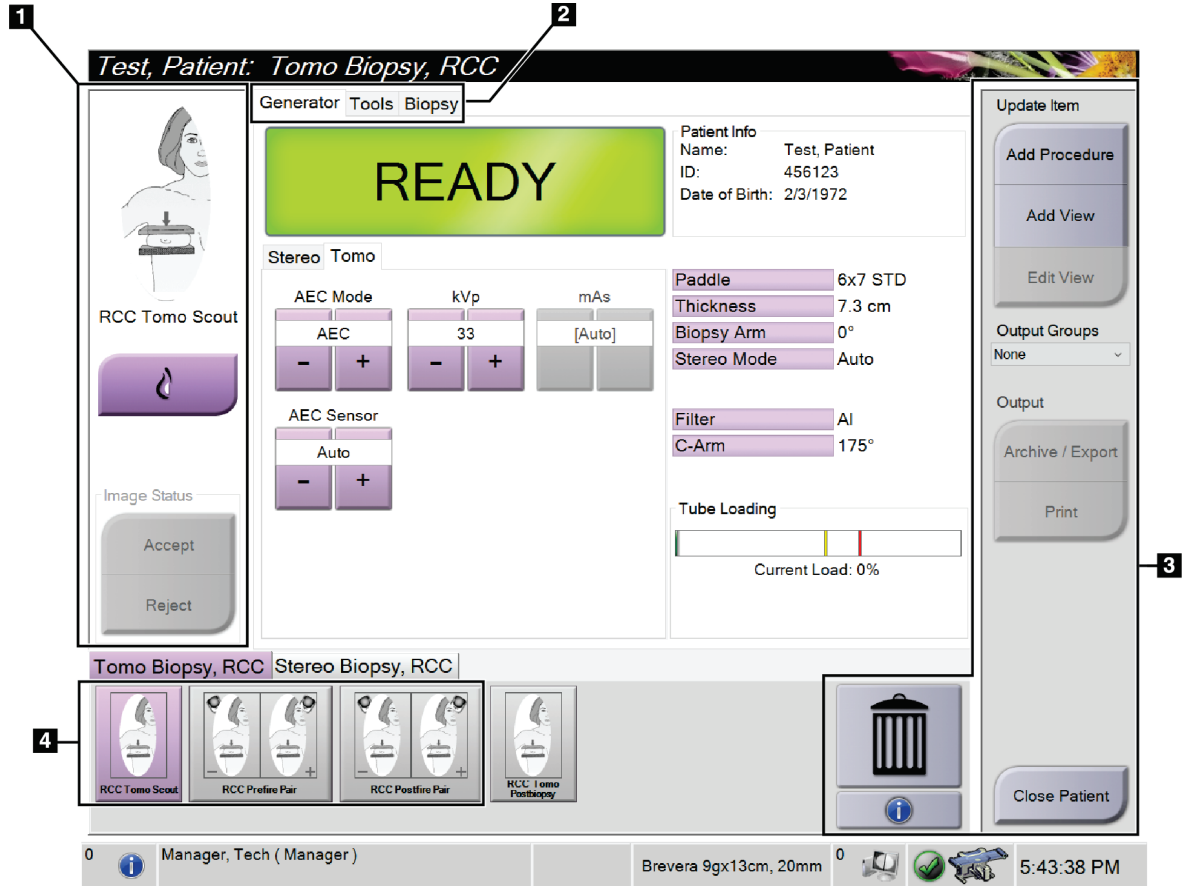 1
2
Test, Patient: Tomo Biopsy, RCC
Generator Tools Biopsy
READY
Patient Info
Name: Test, Patient
ID: 456123
Date of Birth: 2/3/1972
Update Item
Add Procedure
Add View
Edit View
Output Groups
None
Output
Archive / Export
Print
RCC Tomo Scout
Image Status
Accept
Reject
Stereo Tomo
AEC Mode
AEC
- +
kVp
33
- +
mAs
[Auto]
AEC Sensor
Auto
- +
Paddle 6x7 STD
Thickness 7.3 cm
Biopsy Arm 0°
Stereo Mode Auto
Filter Al
C-Arm 175°
Tube Loading
Current Load: 0%
3
Tomo Biopsy, RCC Stereo Biopsy, RCC
4
RCC Tomo Scout
- +
RCC Prefire Pair
- +
RCC Postfire Pair
RCC Tomo
Postbiopsy
i
Close Patient
0 i Manager, Tech ( Manager )
Brevera 9gx13cm, 20mm
0
5:43:38 PM